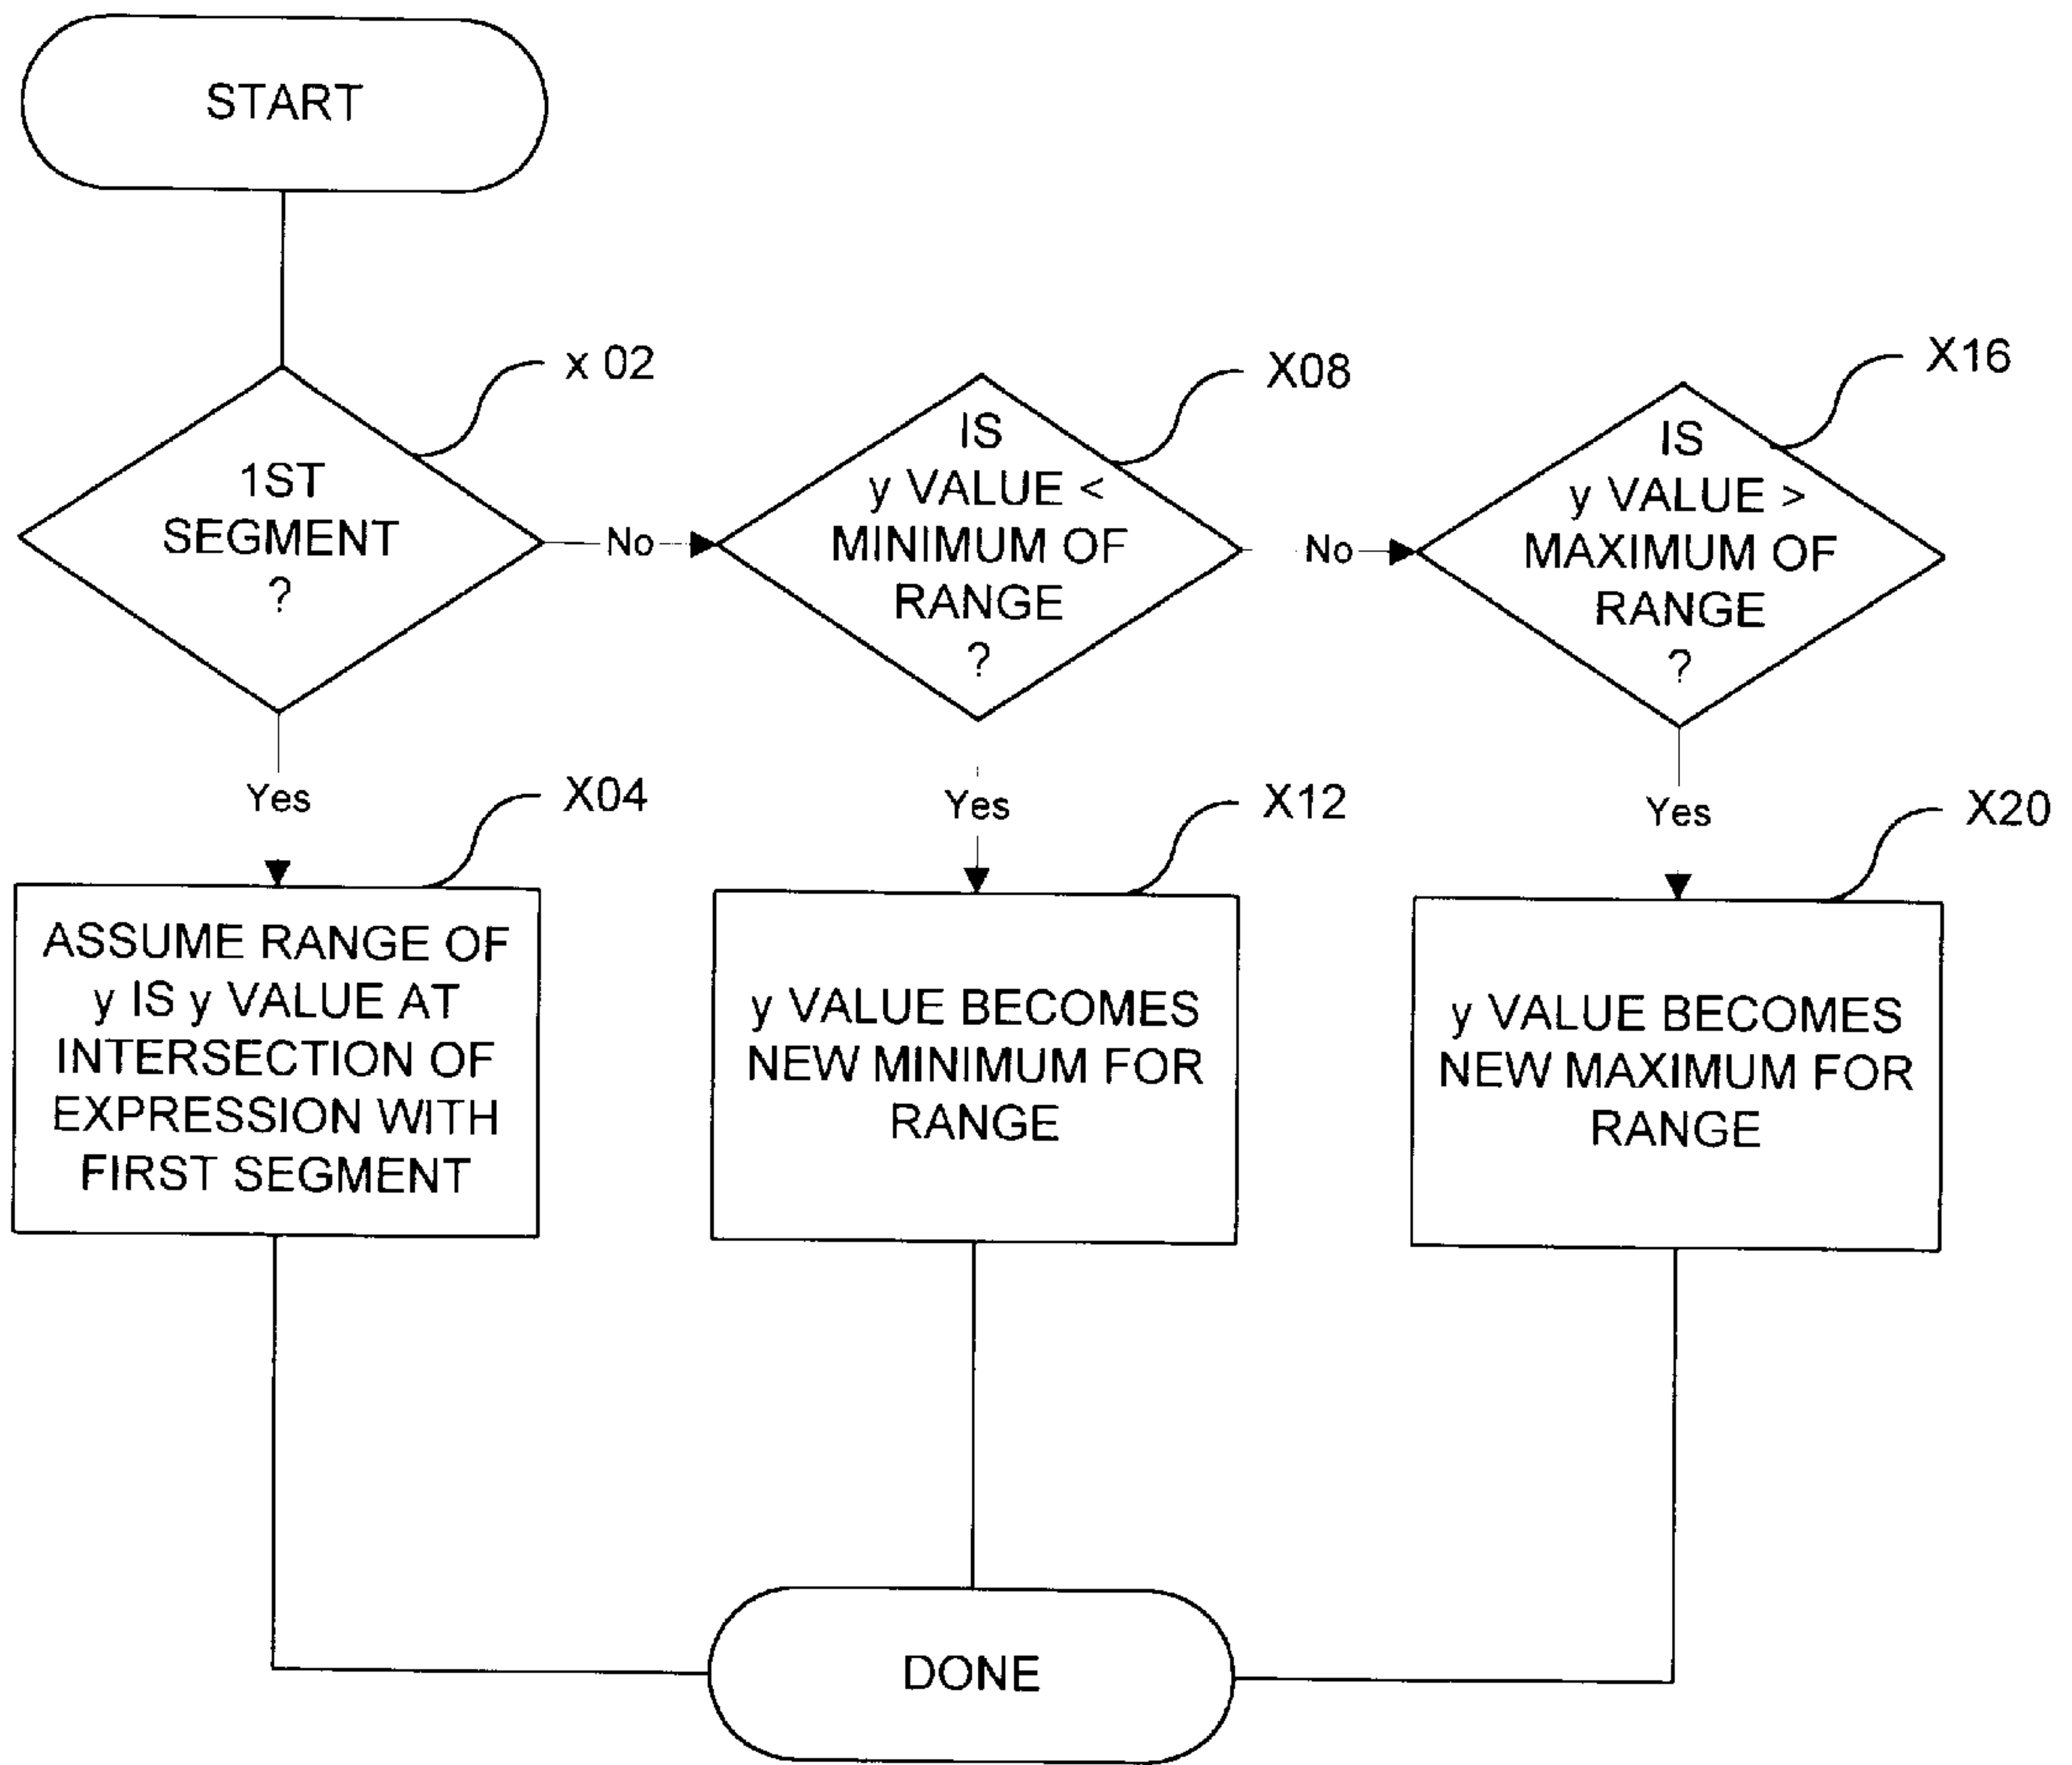 START
x 02
1ST
SEGMENT
?
No
X08
IS
y VALUE <
MINIMUM OF
RANGE
?
No
X16
IS
y VALUE >
MAXIMUM OF
RANGE
?
Yes
X04
ASSUME RANGE OF
y IS y VALUE AT
INTERSECTION OF
EXPRESSION WITH
FIRST SEGMENT
Yes
X12
y VALUE BECOMES
NEW MINIMUM FOR
RANGE
Yes
X20
y VALUE BECOMES
NEW MAXIMUM FOR
RANGE
DONE